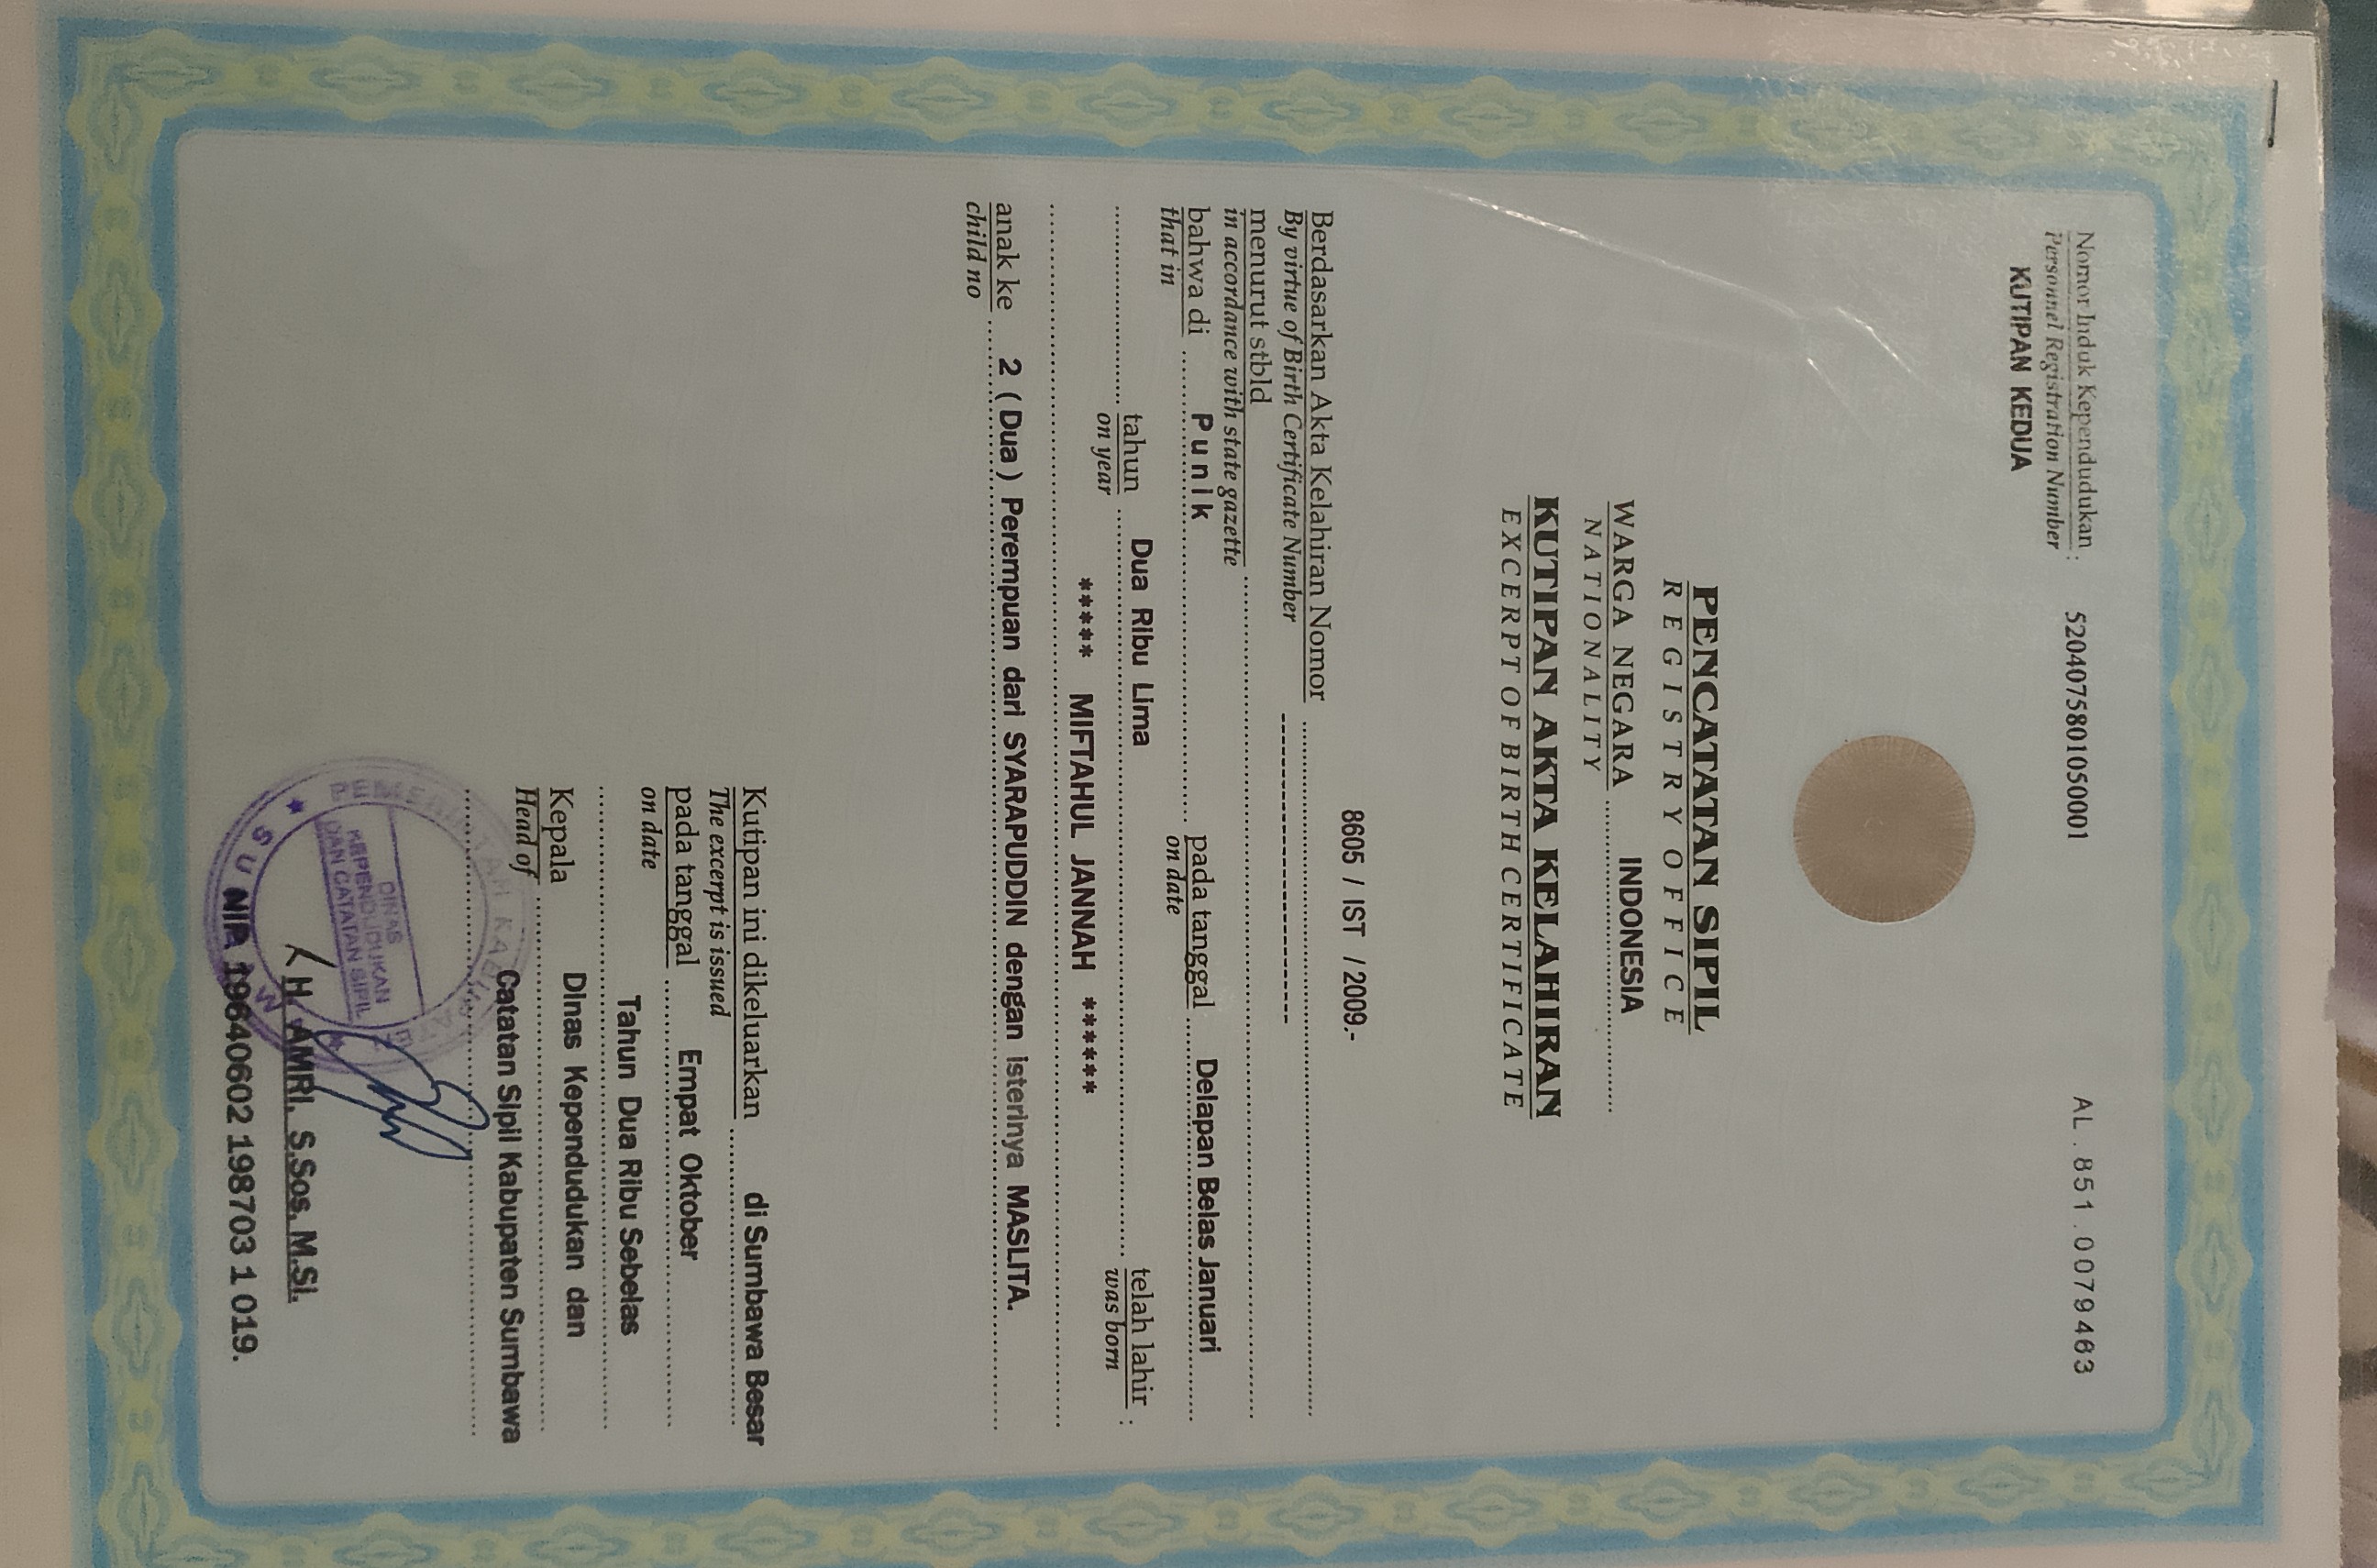 Nomor Induk Kependudukan : 5204075801050001 AL . 851 . 0079463
Personnel Registration Number
KUTIPAN KEDUA
PENCATATAN SIPIL
REGISTRY OFFICE
WARGA NEGARA INDONESIA
NATIONALITY
KUTIPAN AKTA KELAHIRAN
EXCERPT OF BIRTH CERTIFICATE
Berdasarkan Akta Kelahiran Nomor 8605 / IST / 2009.-
By virtue of Birth Certificate Number
menurut stbld
in accordance with state gazette
bahwa di Punik pada tanggal Delapan Belas Januari
that in on date
tahun Dua Ribu Lima telah lahir :
on year was born
***** MIFTAHUL JANNAH ******
anak ke 2 ( Dua ) Perempuan dari SYARAPUDDIN dengan isterinya MASLITA.
child no
Kutipan ini dikeluarkan di Sumbawa Besar
The excerpt is issued
pada tanggal Empat Oktober
on date
Tahun Dua Ribu Sebelas
Kepala Dinas Kependudukan dan
Head of
Catatan Sipil Kabupaten Sumbawa
DINAS
KEPENDUDUKAN
DAN CATATAN SIPIL
H. AMRI. S.Sos. M.Si.
NIP. 19640602 198703 1 019.